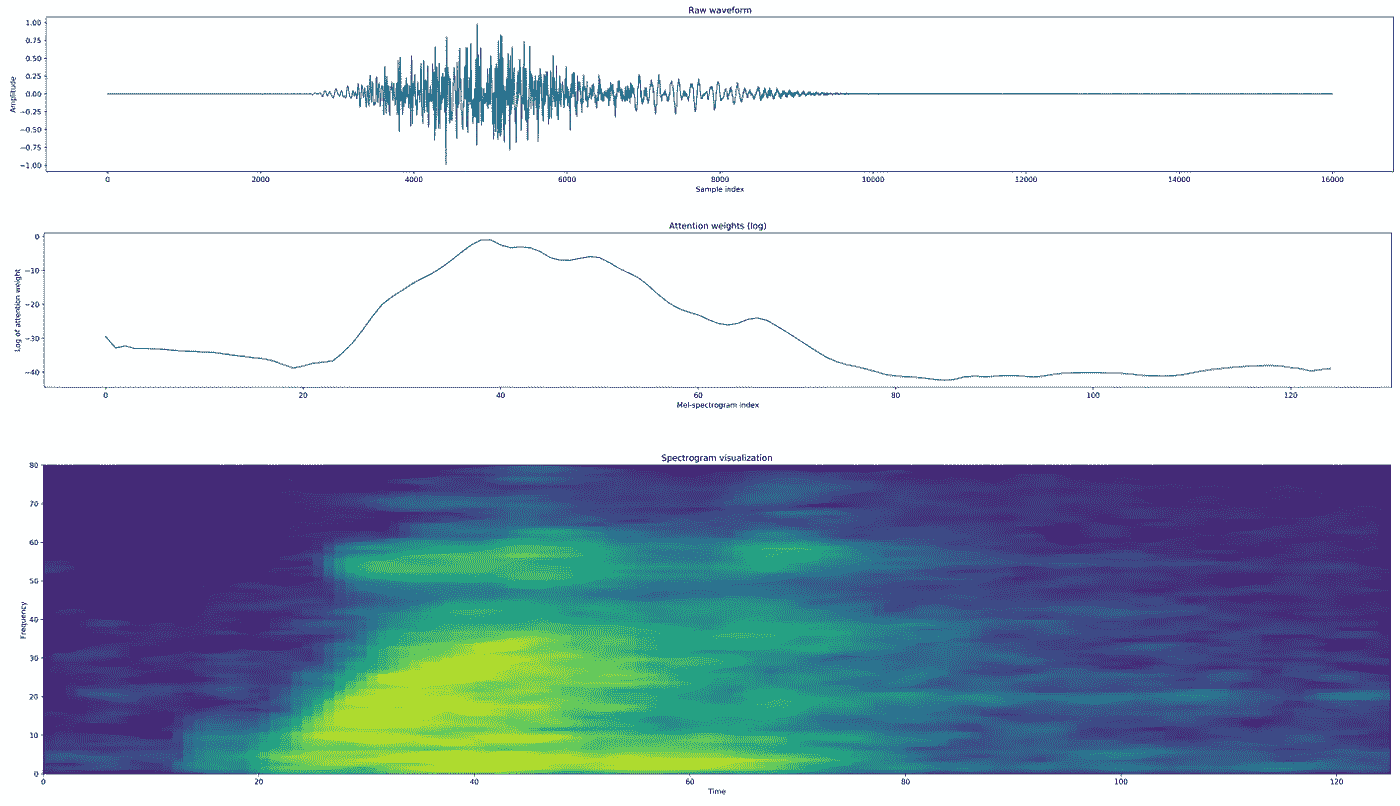 Raw waveform
1.00
0.75
0.50
0.25
0.00
−0.25
−0.50
−0.75
−1.00
Amplitude
0 2000 4000 6000 8000 10000 12000 14000 16000
Sample index
Attention weights (log)
0
−10
−20
−30
−40
Log of attention weight
0 20 40 60 80 100 120
Mel-spectrogram index
Spectrogram visualization
80
70
60
50
40
30
20
10
0
Frequency
0 20 40 60 80 100 120
Time